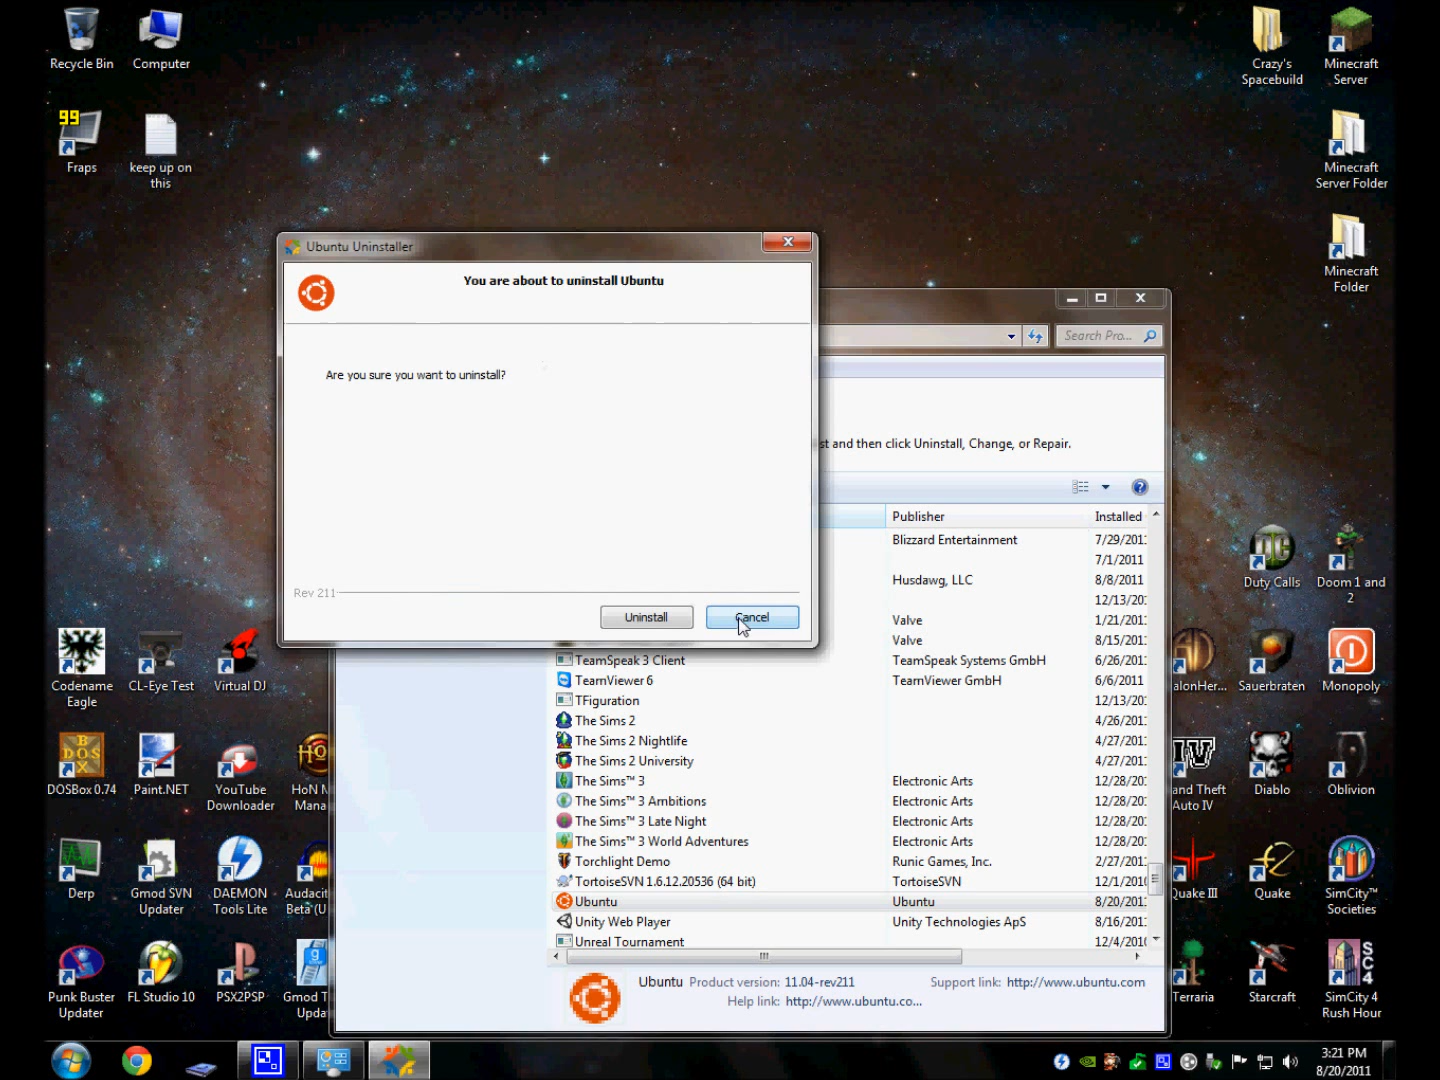 Recycle Bin
Computer
Crazy's
Spacebuild
Minecraft
Server
99
Fraps
keep up on
this
Minecraft
Server Folder
Minecraft
Folder
Ubuntu Uninstaller
You are about to uninstall Ubuntu
Are you sure you want to uninstall?
Rev 211
Uninstall
Cancel
Search Pro...
st and then click Uninstall, Change, or Repair.
Publisher
Installed
Blizzard Entertainment
7/29/201
7/1/2011
Husdawg, LLC
8/8/2011
12/13/20
Valve
1/21/201
Valve
8/15/201
TeamSpeak 3 Client
TeamSpeak Systems GmbH
6/26/201
TeamViewer 6
TeamViewer GmbH
6/6/2011
TFiguration
12/13/20
The Sims 2
4/26/201
The Sims 2 Nightlife
4/27/201
The Sims 2 University
4/27/201
The Sims™ 3
Electronic Arts
12/28/20
The Sims™ 3 Ambitions
Electronic Arts
12/28/20
The Sims™ 3 Late Night
Electronic Arts
12/28/20
The Sims™ 3 World Adventures
Electronic Arts
12/28/20
Torchlight Demo
Runic Games, Inc.
2/27/201
TortoiseSVN 1.6.12.20536 (64 bit)
TortoiseSVN
12/1/2010
Ubuntu
Ubuntu
8/20/201
Unity Web Player
Unity Technologies ApS
8/16/201
Unreal Tournament
12/4/2010
Ubuntu Product version: 11.04-rev211
Support link: http://www.ubuntu.com
Help link: http://www.ubuntu.co...
Duty Calls
Doom 1 and
2
Codename
Eagle
CL-Eye Test
Virtual DJ
alonHer...
Sauerbraten
Monopoly
DOSBox 0.74
Paint.NET
YouTube
Downloader
HoN M
Mana
IV
and Theft
Auto IV
Diablo
Oblivion
Derp
Gmod SVN
Updater
DAEMON
Tools Lite
Audacit
Beta (U
Quake III
Quake
SimCity™
Societies
Punk Buster
Updater
FL Studio 10
PSX2PSP
Gmod T
Upda
Terraria
Starcraft
SC4
SimCity 4
Rush Hour
3:21 PM
8/20/2011